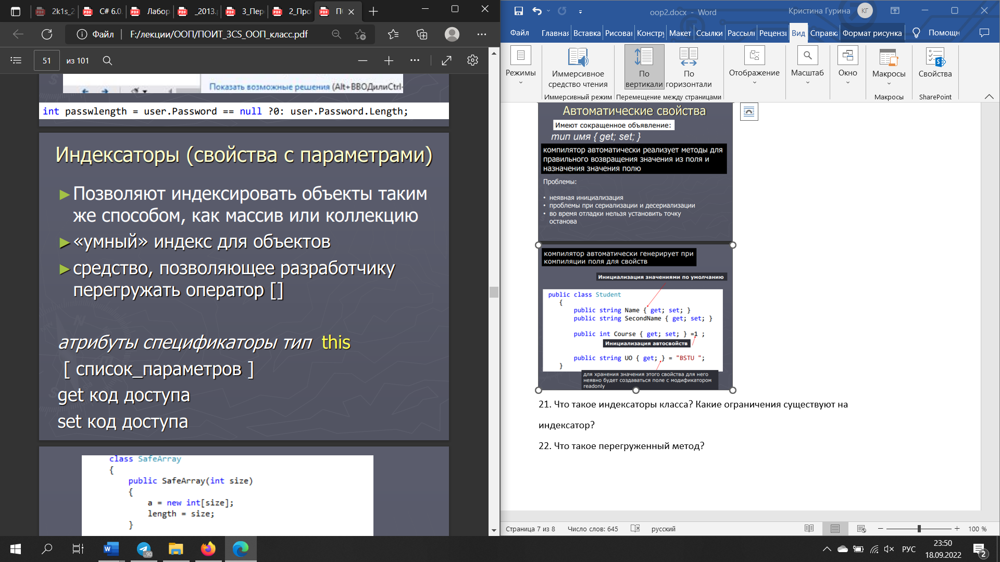 2k1s_2
C# 6.0.
Лабор
_2013.
3_Пер
2_Про
ПО
Файл | F:/лекции/ООП/ПОИТ_3CS_ООП_класс.pdf
51 из 101
Показать возможные решения (Alt+ВВОДилиCtrl+
int passwlength = user.Password == null ?0: user.Password.Length;
Индексаторы (свойства с параметрами)
►Позволяют индексировать объекты таким
же способом, как массив или коллекцию
►«умный» индекс для объектов
►средство, позволяющее разработчику
перегружать оператор []
атрибуты спецификаторы тип this
[ список_параметров ]
get код доступа
set код доступа
class SafeArray
{
public SafeArray(int size)
{
a = new int[size];
length = size;
}
oop2.docx - Word
Кристина Гурина КГ
Файл Главная Вставка Рисоваı Констру Макет Ссылки Рассылı Рецензı Вид Справка Формат рисунка Помощн
Режимы
Иммерсивное
средство чтения
По
вертикали
По
горизонтали
Отображение
Масштаб
Окно
Макросы
Свойства
Иммерсивный режим Перемещение между страницами Макросы SharePoint
Автоматические свойства
Имеют сокращенное объявление:
тип имя { get; set; }
компилятор автоматически реализует методы для
правильного возвращения значения из поля и
назначения значения полю
Проблемы:
• неявная инициализация
• проблемы при сериализации и десериализации
• во время отладки нельзя установить точку
останова
компилятор автоматически генерирует при
компиляции поля для свойств
Инициализация значениями по умолчанию
public class Student
{
public string Name { get; set; }
public string SecondName { get; set; }
public int Course { get; set; } =1 ;
Инициализация автосвойств
public string UO { get; } = "BSTU ";
}
для хранения значения этого свойства для него
неявно будет создаваться поле с модификатором
readonly
21. Что такое индексаторы класса? Какие ограничения существуют на
индексатор?
22. Что такое перегруженный метод?
Страница 7 из 8 Число слов: 645 русский 100 %
..90
РУС
23:50
18.09.2022
2